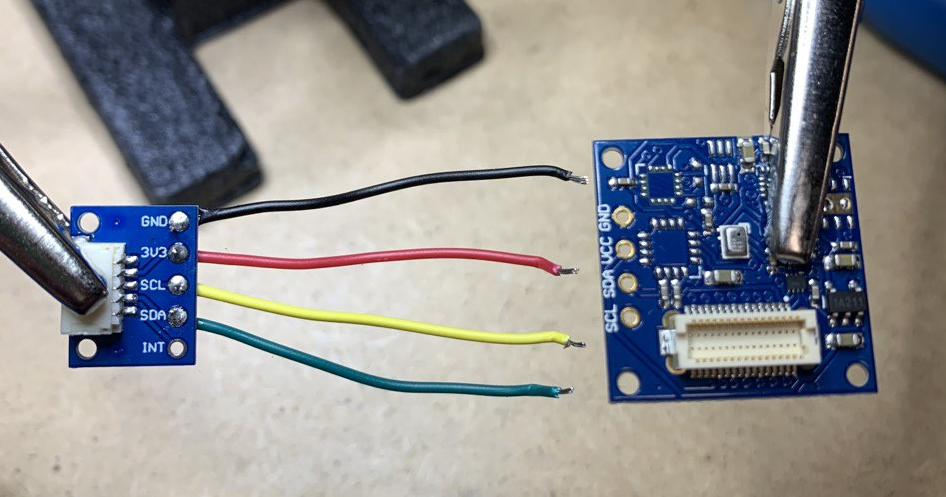 GND
3V3
SCL
SDA
INT
GND
VCC
SDA
SCL